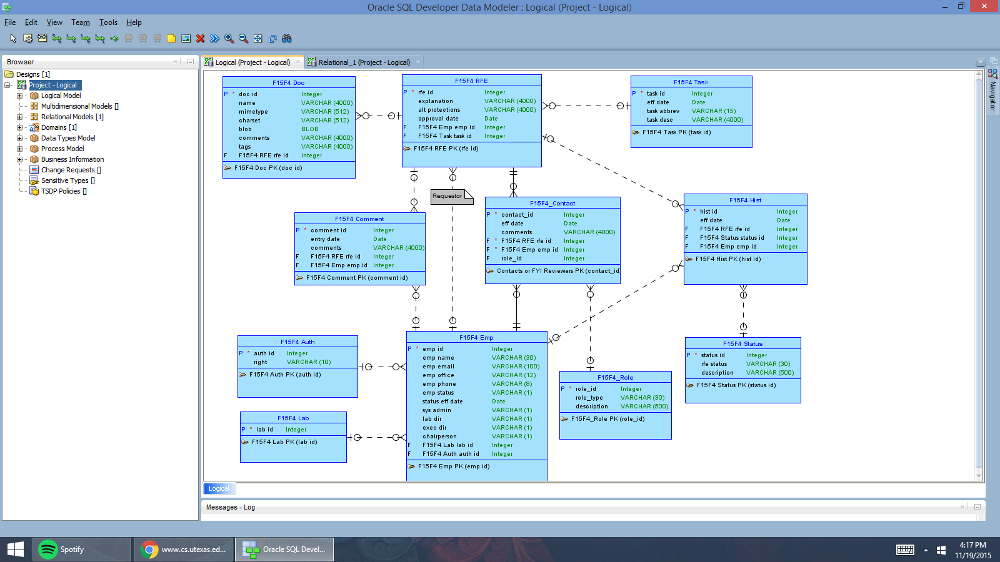 Oracle SQL Developer Data Modeler : Logical (Project - Logical)
File Edit View Team Tools Help
Browser
Designs [1]
Project - Logical
Logical Model
Multidimensional Models []
Relational Models [1]
Domains [1]
Data Types Model
Process Model
Business Information
Change Requests []
Sensitive Types []
TSDP Policies []
Logical (Project - Logical)
Relational_1 (Project - Logical)
Navigator
F15F4 Doc
P * doc id Integer
name VARCHAR (4000)
mimetype VARCHAR (512)
charset VARCHAR (512)
blob BLOB
comments VARCHAR (4000)
tags VARCHAR (4000)
F F15F4 RFE rfe id Integer
F15F4 Doc PK (doc id)
F15F4 RFE
P * rfe id Integer
explanation VARCHAR (4000)
alt protections VARCHAR (4000)
approval date Date
F F15F4 Emp emp id Integer
F F15F4 Task task id Integer
F15F4 RFE PK (rfe id)
F15F4 Task
P * task id Integer
eff date Date
task abbrev VARCHAR (15)
task desc VARCHAR (4000)
F15F4 Task PK (task id)
Requestor
F15F4 Comment
P * comment id Integer
entry date Date
comments VARCHAR (4000)
F F15F4 RFE rfe id Integer
F F15F4 Emp emp id Integer
F15F4 Comment PK (comment id)
F15F4_Contact
P * contact_id Integer
eff date Date
comments VARCHAR (4000)
F * F15F4 RFE rfe id Integer
F * F15F4 Emp emp id Integer
F role_id Integer
Contacts or FYI Reviewers PK (contact_id)
F15F4 Hist
P * hist id Integer
eff date Date
F F15F4 RFE rfe id Integer
F F15F4 Status status id Integer
F F15F4 Emp emp id Integer
F15F4 Hist PK (hist id)
F15F4 Auth
P * auth id Integer
right VARCHAR (10)
F15F4 Auth PK (auth id)
F15F4 Lab
P * lab id Integer
F15F4 Lab PK (lab id)
F15F4 Emp
P * emp id Integer
emp name VARCHAR (30)
emp email VARCHAR (100)
emp office VARCHAR (12)
emp phone VARCHAR (8)
emp status VARCHAR (1)
status eff date Date
sys admin VARCHAR (1)
lab dir VARCHAR (1)
exec dir VARCHAR (1)
chairperson VARCHAR (1)
F F15F4 Lab lab id Integer
F F15F4 Auth auth id Integer
F15F4 Emp PK (emp id)
F15F4_Role
P * role_id Integer
role_type VARCHAR (30)
description VARCHAR (500)
F15F4_Role PK (role_id)
F15F4 Status
P * status id Integer
rfe status VARCHAR (30)
description VARCHAR (500)
F15F4 Status PK (status id)
Logical
Messages - Log
Spotify
www.cs.utexas.ed...
Oracle SQL Devel...
4:17 PM
11/19/2015